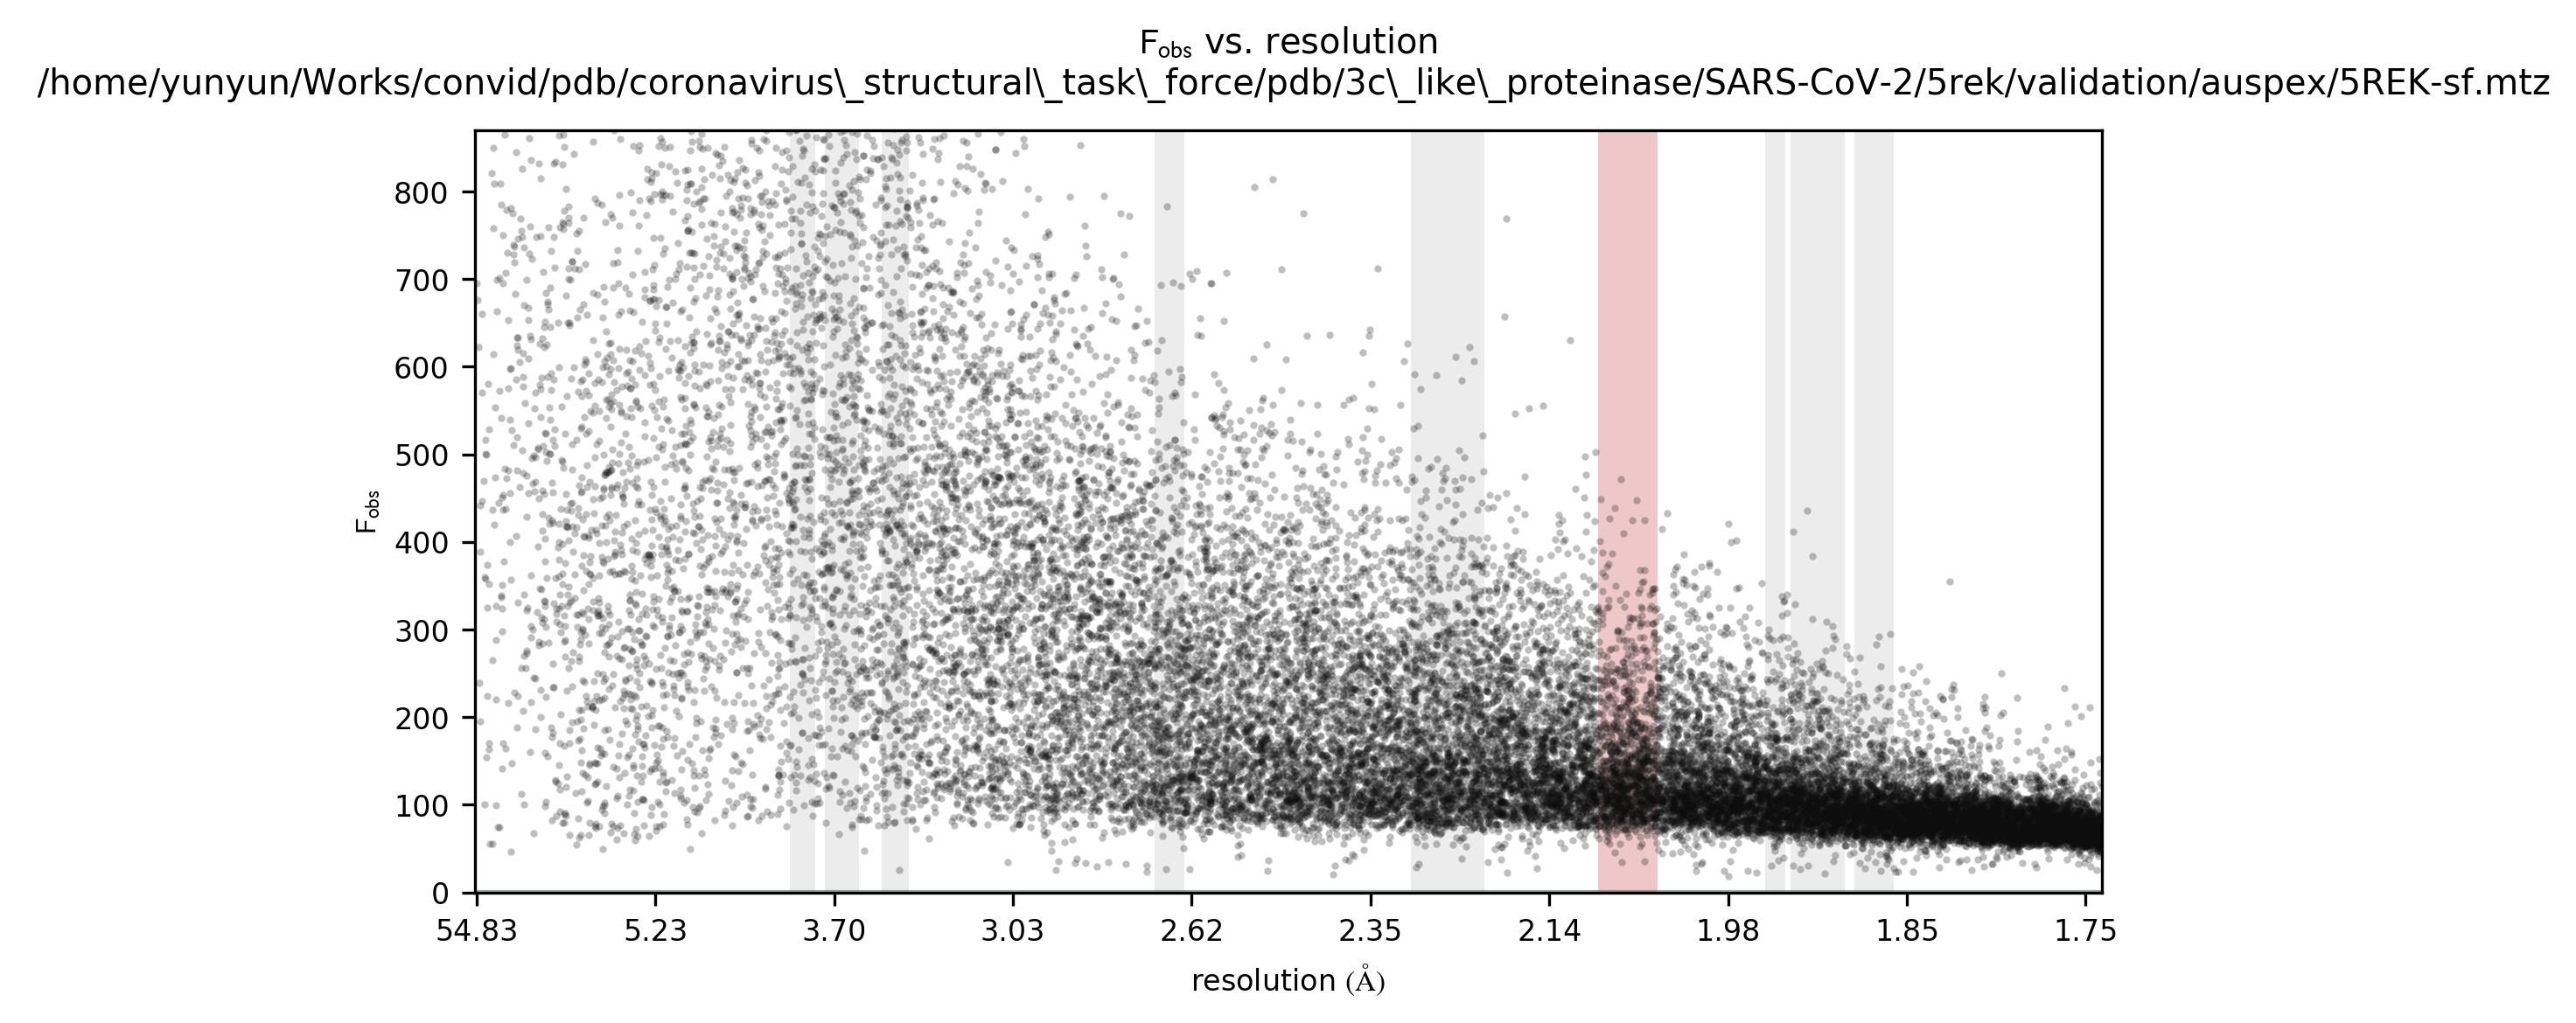 Fobs vs. resolution
/home/yunyun/Works/convid/pdb/coronavirus\_structural\_task\_force/pdb/3c\_like\_proteinase/SARS-CoV-2/5rek/validation/auspex/5REK-sf.mtz
Fobs
800
700
600
500
400
300
200
100
0
54.83 5.23 3.70 3.03 2.62 2.35 2.14 1.98 1.85 1.75
resolution (Å)